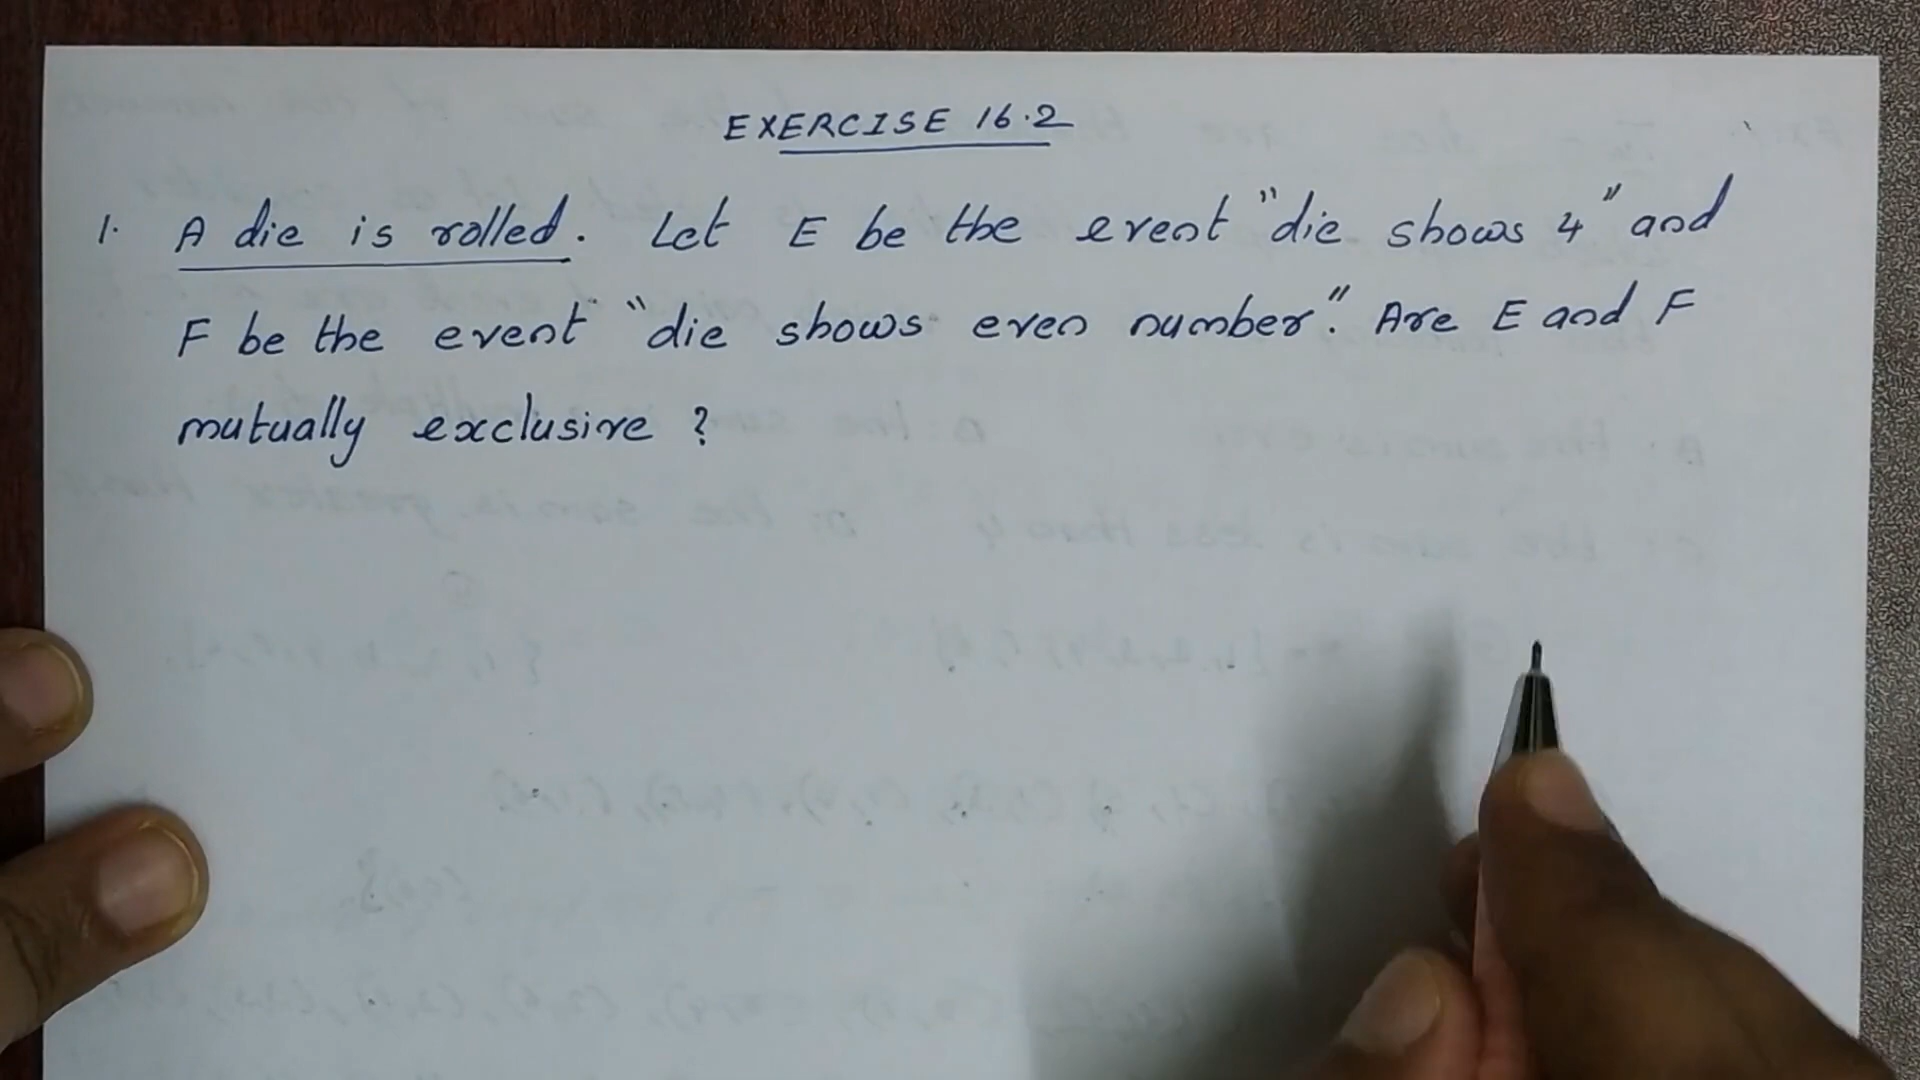 EXERCISE 16.2
1. A die is rolled. Let E be the event "die shows 4" and
F be the event "die shows even number". Are E and F
mutually exclusive ?